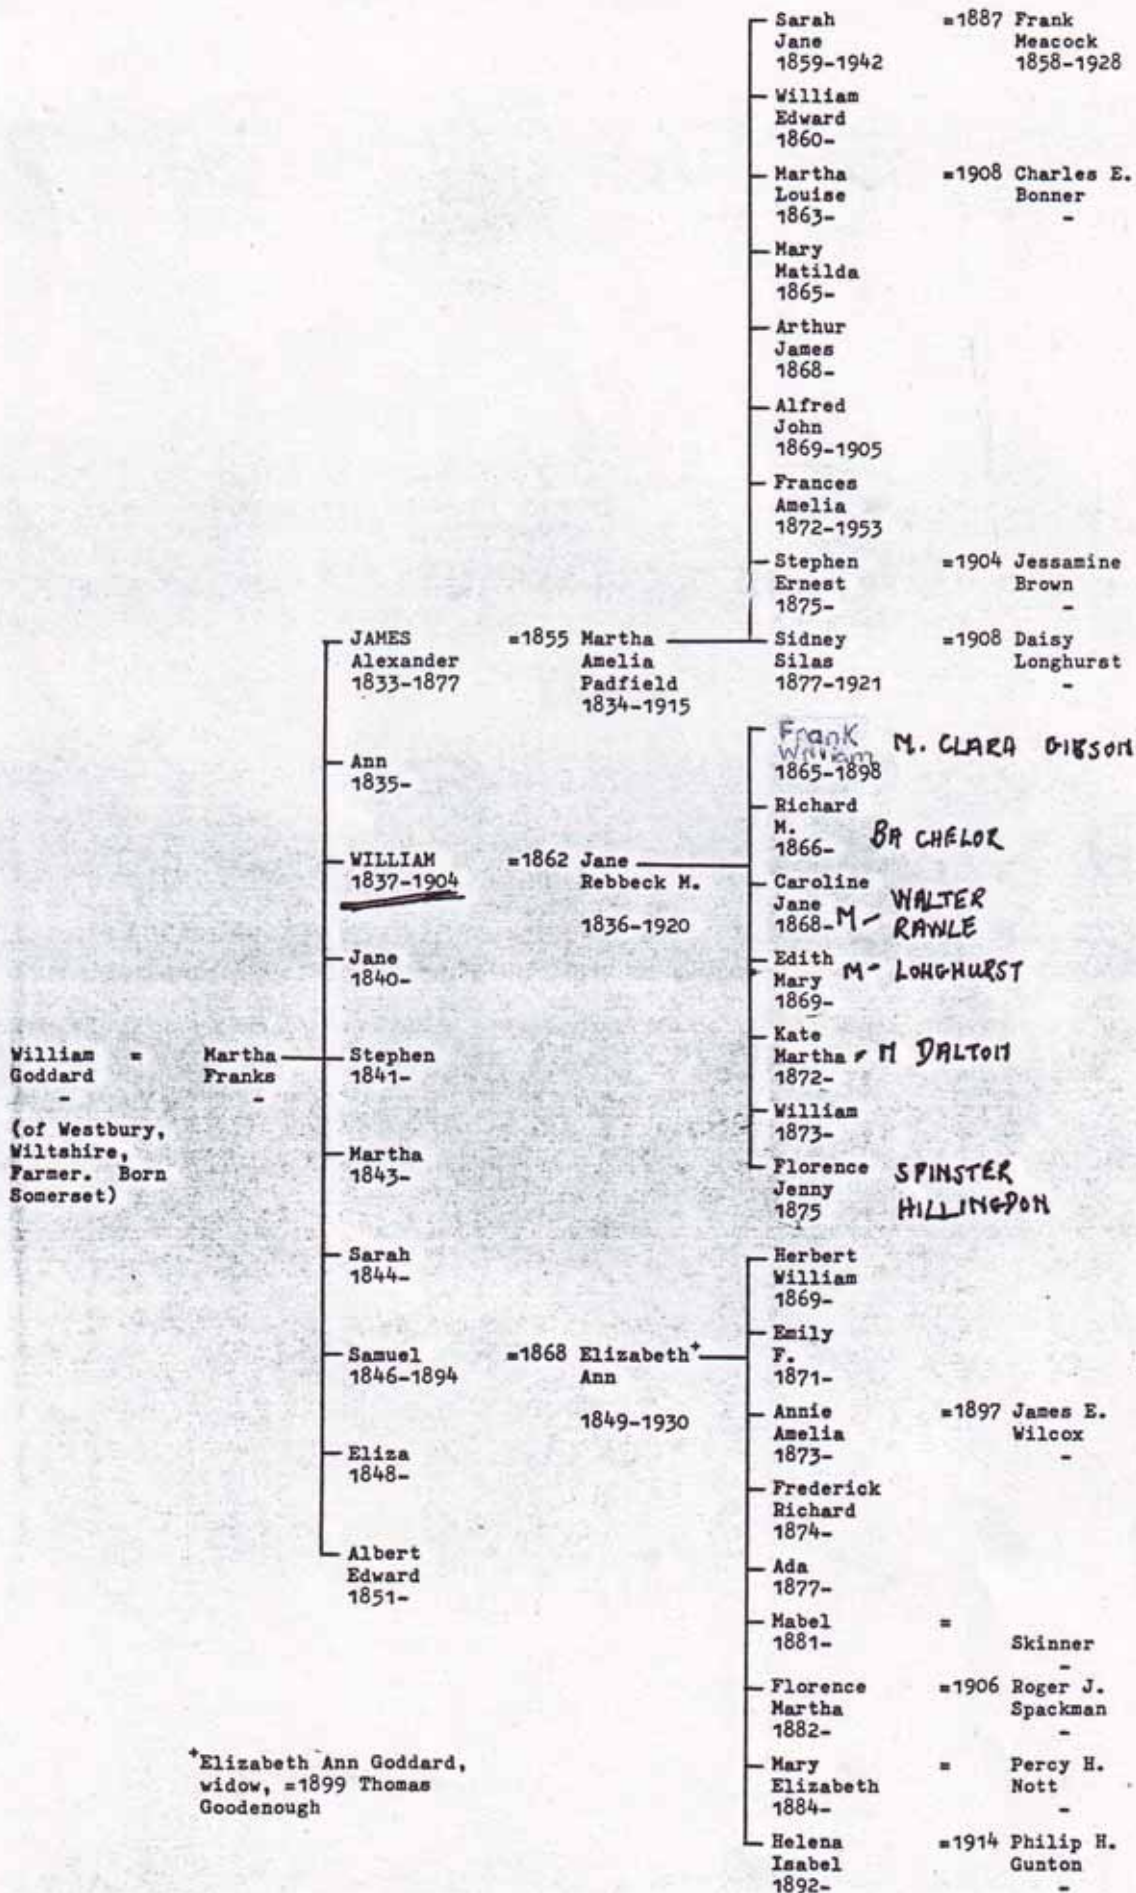 Sarah =1887 Frank
Jane Meacock
1859-1942 1858-1928
William
Edward
1860-
Martha =1908 Charles E.
Louise Bonner
1863- -
Mary
Matilda
1865-
Arthur
James
1868-
Alfred
John
1869-1905
Frances
Amelia
1872-1953
Stephen =1904 Jessamine
Ernest Brown
1875- -
JAMES =1855 Martha Sidney =1908 Daisy
Alexander Amelia Silas Longhurst
1833-1877 Padfield 1877-1921 -
1834-1915
Frank M. CLARA GIBSON
William
1865-1898
Ann
1835-
Richard
M. BACHELOR
1866-
WILLIAM =1862 Jane Caroline
1837-1904 Rebbeck M. Jane WALTER
1836-1920 1868- M- RAWLE
Jane Edith
1840- Mary M- LONGHURST
1869-
William = Martha Stephen Kate
Goddard Franks 1841- Martha - M DALTON
- - 1872-
(of Westbury,
Wiltshire,
Farmer. Born
Somerset)
William
1873-
Martha
1843-
Florence SPINSTER
Jenny HILLINGDON
1875
Sarah Herbert
1844- William
1869-
Samuel =1868 Elizabeth+ Emily
1846-1894 Ann F.
1849-1930 1871-
Annie =1897 James E.
Amelia Wilcox
1873- -
Eliza
1848-
Frederick
Richard
1874-
Albert
Edward
1851-
Ada
1877-
Mabel =
1881- Skinner
-
Florence =1906 Roger J.
Martha Spackman
1882- -
+Elizabeth Ann Goddard,
widow, =1899 Thomas
Goodenough
Mary = Percy H.
Elizabeth Nott
1884- -
Helena =1914 Philip H.
Isabel Gunton
1892- -